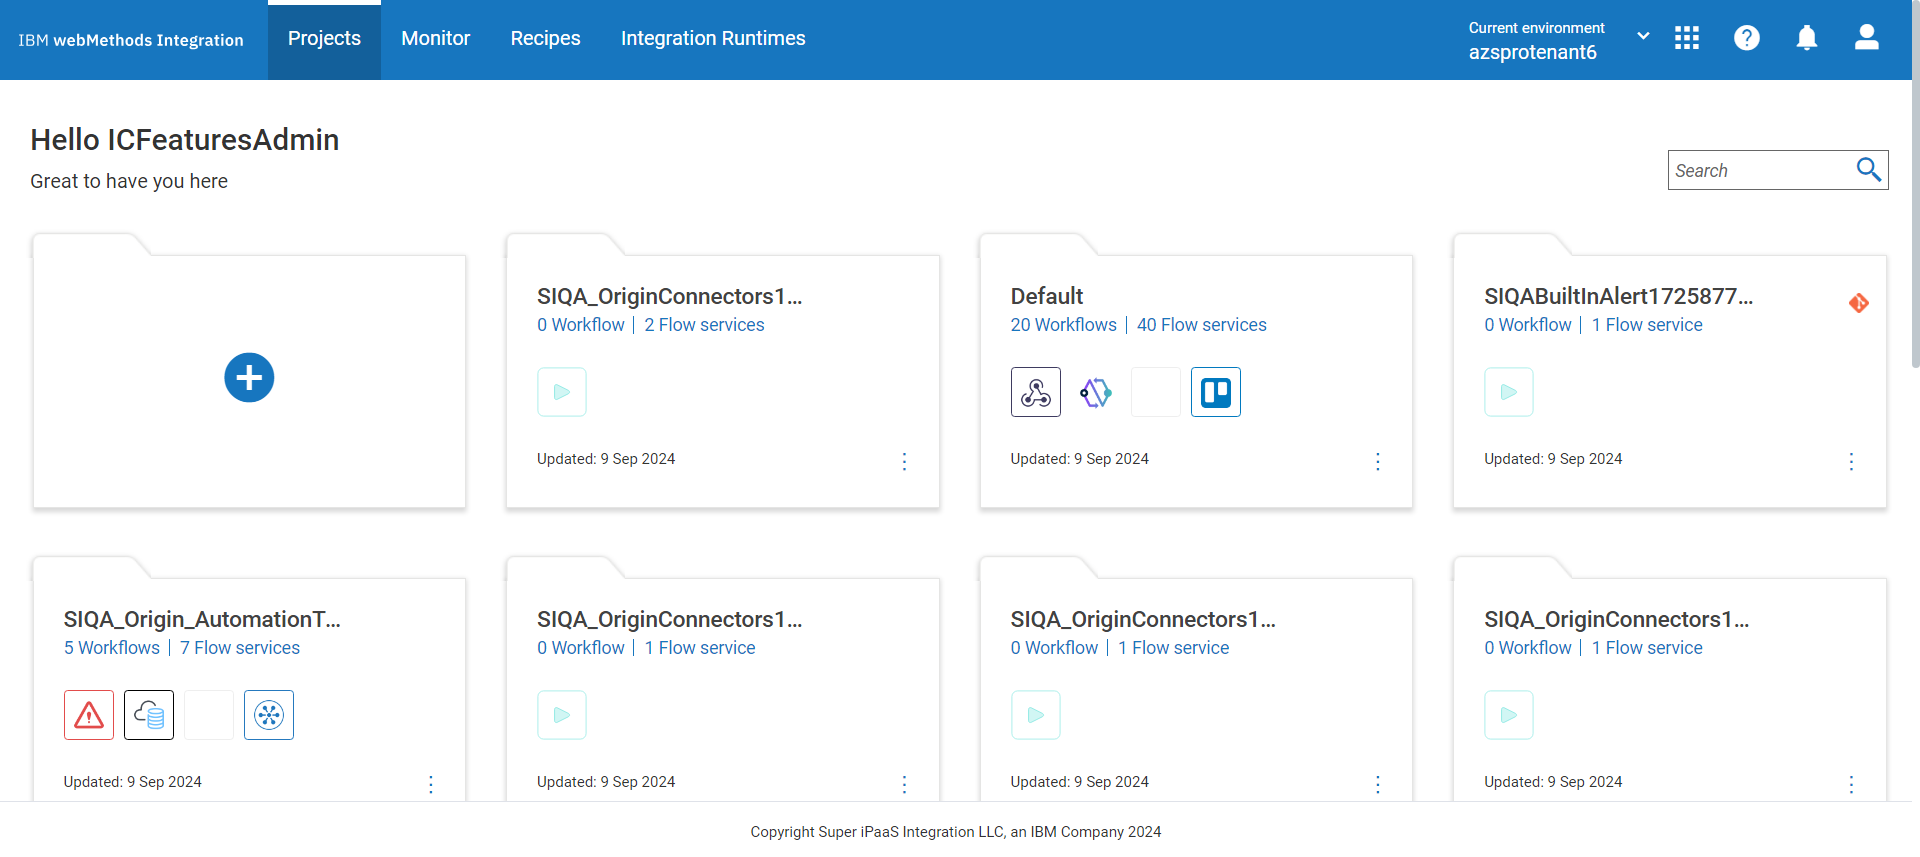 IBM webMethods Integration
Projects
Monitor
Recipes
Integration Runtimes
Current environment
azsprotenant6
Hello ICFeaturesAdmin
Great to have you here
Search
SIQA_OriginConnectors1...
0 Workflow | 2 Flow services
Updated: 9 Sep 2024
Default
20 Workflows | 40 Flow services
Updated: 9 Sep 2024
SIQABuiltInAlert1725877...
0 Workflow | 1 Flow service
Updated: 9 Sep 2024
SIQA_Origin_AutomationT...
5 Workflows | 7 Flow services
Updated: 9 Sep 2024
SIQA_OriginConnectors1...
0 Workflow | 1 Flow service
Updated: 9 Sep 2024
SIQA_OriginConnectors1...
0 Workflow | 1 Flow service
Updated: 9 Sep 2024
SIQA_OriginConnectors1...
0 Workflow | 1 Flow service
Updated: 9 Sep 2024
Copyright Super iPaaS Integration LLC, an IBM Company 2024